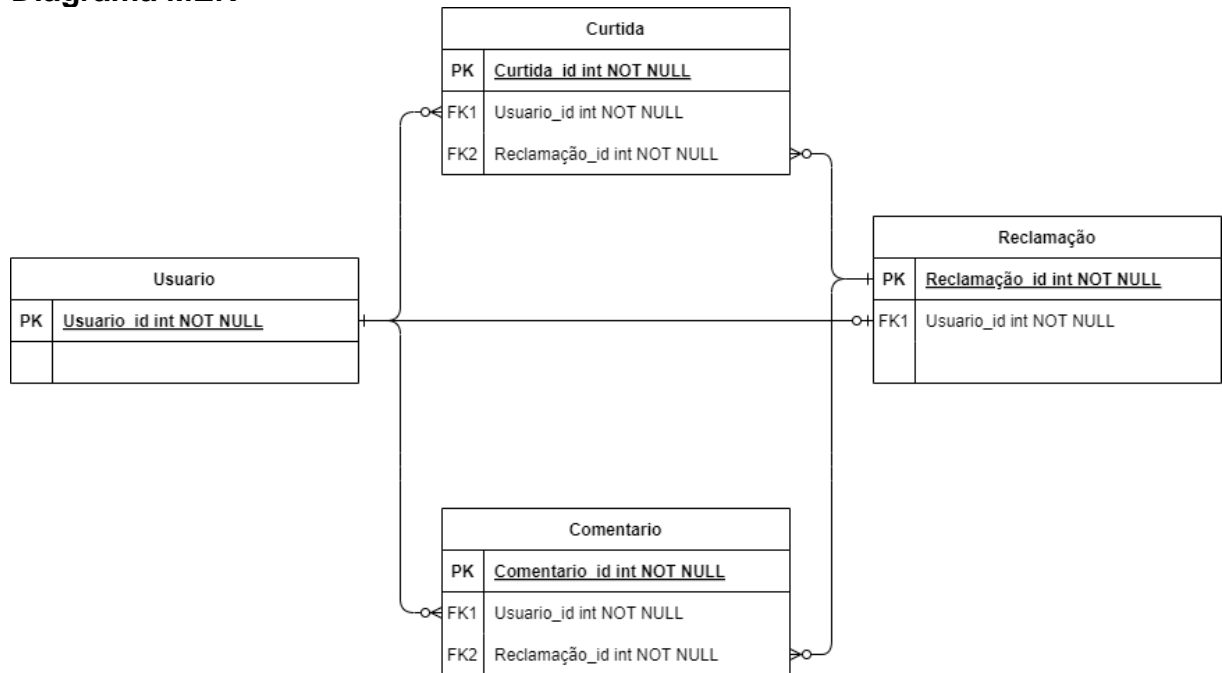 Diagrama MER
Curtida
PK Curtida_id int NOT NULL
FK1 Usuario_id int NOT NULL
FK2 Reclamação_id int NOT NULL
Reclamação
PK Reclamação_id int NOT NULL
FK1 Usuario_id int NOT NULL
Usuario
PK Usuario_id int NOT NULL
Comentario
PK Comentario_id int NOT NULL
FK1 Usuario_id int NOT NULL
FK2 Reclamação_id int NOT NULL